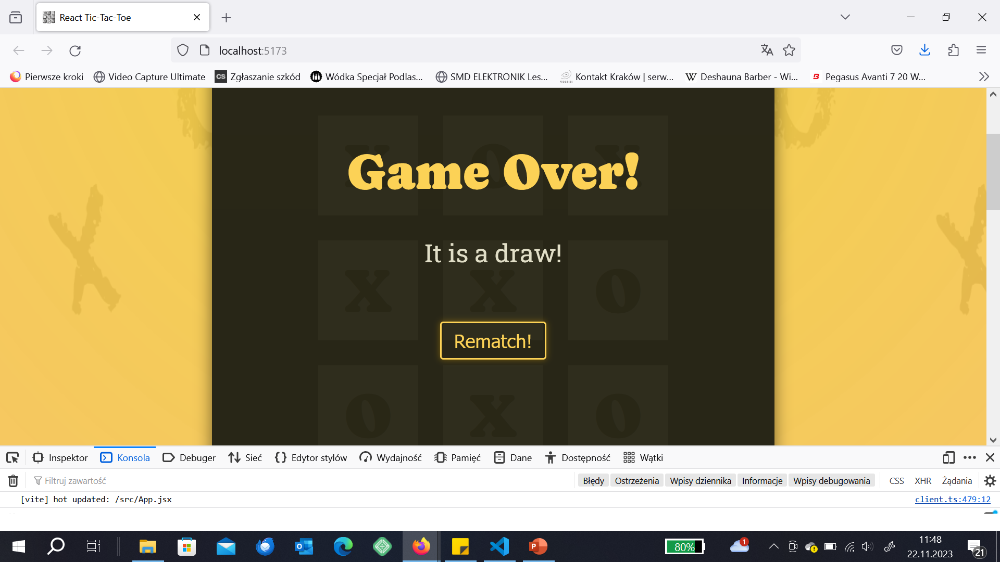 React Tic-Tac-Toe
localhost:5173
Pierwsze kroki
Video Capture Ultimate
CS Zgłaszanie szkód
Wódka Specjał Podlas...
SMD ELEKTRONIK Les...
PROGRESS Kontakt Kraków | serw...
W Deshauna Barber - Wi...
B Pegasus Avanti 7 20 W...
X O X
Game Over!
It is a draw!
X X O
Rematch!
O X O
Inspektor Konsola Debuger Sieć Edytor stylów Wydajność Pamięć Dane Dostępność Wątki
Filtruj zawartość Błędy Ostrzeżenia Wpisy dziennika Informacje Wpisy debugowania CSS XHR Żądania
[vite] hot updated: /src/App.jsx client.ts:479:12
80% 1 11:48
22.11.2023 21